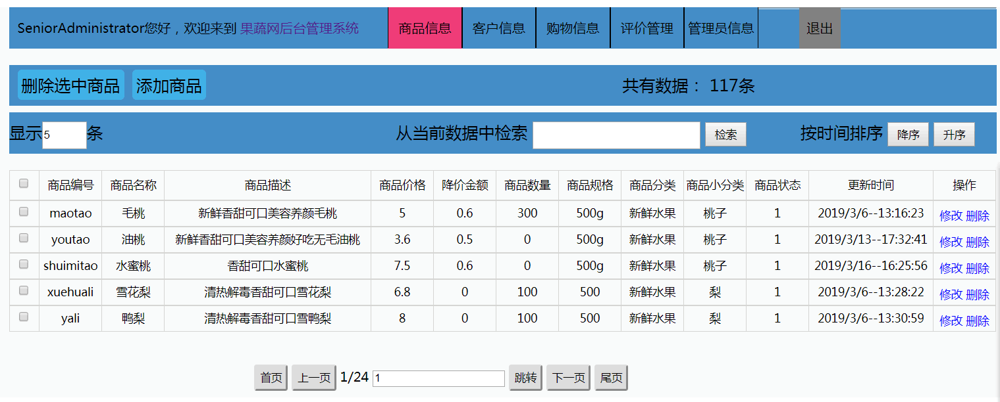 SeniorAdministrator您好，欢迎来到 果蔬网后台管理系统 商品信息 客户信息 购物信息 评价管理 管理员信息 退出
删除选中商品 添加商品 共有数据： 117条
显示5条 从当前数据中检索 检索 按时间排序 降序 升序
商品编号 商品名称 商品描述 商品价格 降价金额 商品数量 商品规格 商品分类 商品小分类 商品状态 更新时间 操作
maotao 毛桃 新鲜香甜可口美容养颜毛桃 5 0.6 300 500g 新鲜水果 桃子 1 2019/3/6--13:16:23 修改 删除
youtao 油桃 新鲜香甜可口美容养颜好吃无毛油桃 3.6 0.5 0 500g 新鲜水果 桃子 1 2019/3/13--17:32:41 修改 删除
shuimitao 水蜜桃 香甜可口水蜜桃 7.5 0.6 0 500g 新鲜水果 桃子 1 2019/3/16--16:25:56 修改 删除
xuehuali 雪花梨 清热解毒香甜可口雪花梨 6.8 0 100 500 新鲜水果 梨 1 2019/3/6--13:28:22 修改 删除
yali 鸭梨 清热解毒香甜可口雪鸭梨 8 0 100 500 新鲜水果 梨 1 2019/3/6--13:30:59 修改 删除
首页 上一页 1/24 1 跳转 下一页 尾页